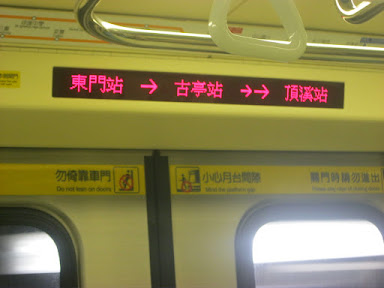 東門站 → 古亭站 →→ 頂溪站
勿倚靠車門
Do not lean on doors
小心月台間隙
Mind the platform gap
關門時請勿進出